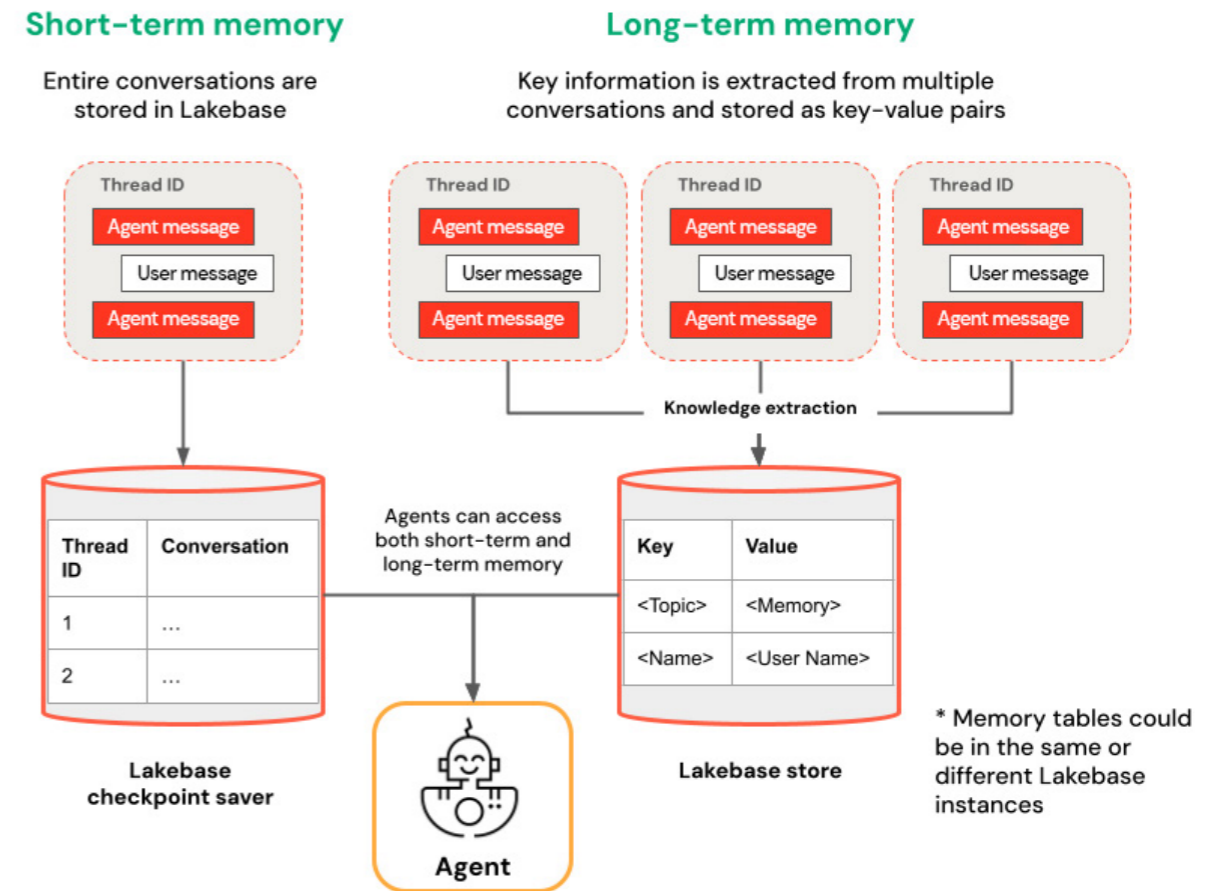 Short-term memory
Entire conversations are
stored in Lakebase
Thread ID
Agent message
User message
Agent message
Long-term memory
Key information is extracted from multiple
conversations and stored as key-value pairs
Thread ID
Agent message
User message
Agent message
Thread ID
Agent message
User message
Agent message
Thread ID
Agent message
User message
Agent message
Knowledge extraction
Thread
ID
Conversation
1
...
2
...
Lakebase
checkpoint saver
Agents can access
both short-term and
long-term memory
Key
Value
<Topic>
<Memory>
<Name>
<User Name>
Lakebase store
Agent
* Memory tables could
be in the same or
different Lakebase
instances